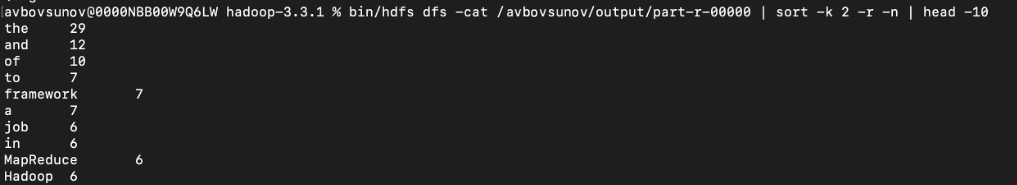 avbovsunov@0000NBB00W9Q6LW hadoop-3.3.1 % bin/hdfs dfs -cat /avbovsunov/output/part-r-00000 | sort -k 2 -r -n | head -10
the 29
and 12
of 10
to 7
framework 7
a 7
job 6
in 6
MapReduce 6
Hadoop 6